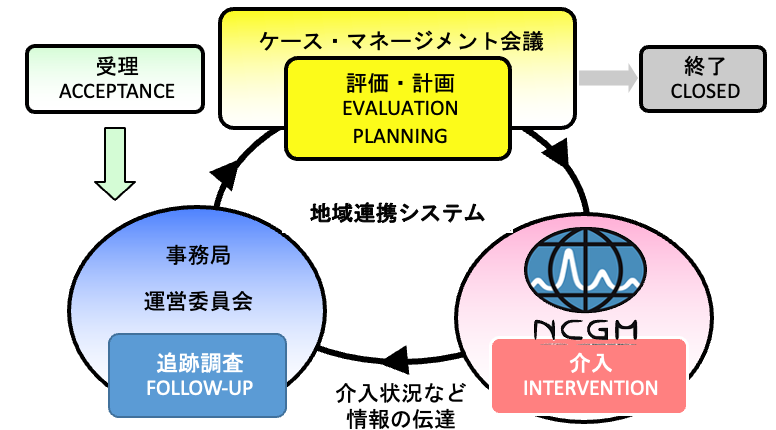 ケース・マネージメント会議
受理
ACCEPTANCE
評価・計画
EVALUATION
PLANNING
終了
CLOSED
地域連携システム
事務局
運営委員会
追跡調査
FOLLOW-UP
NCGM
介入
INTERVENTION
介入状況など
情報の伝達